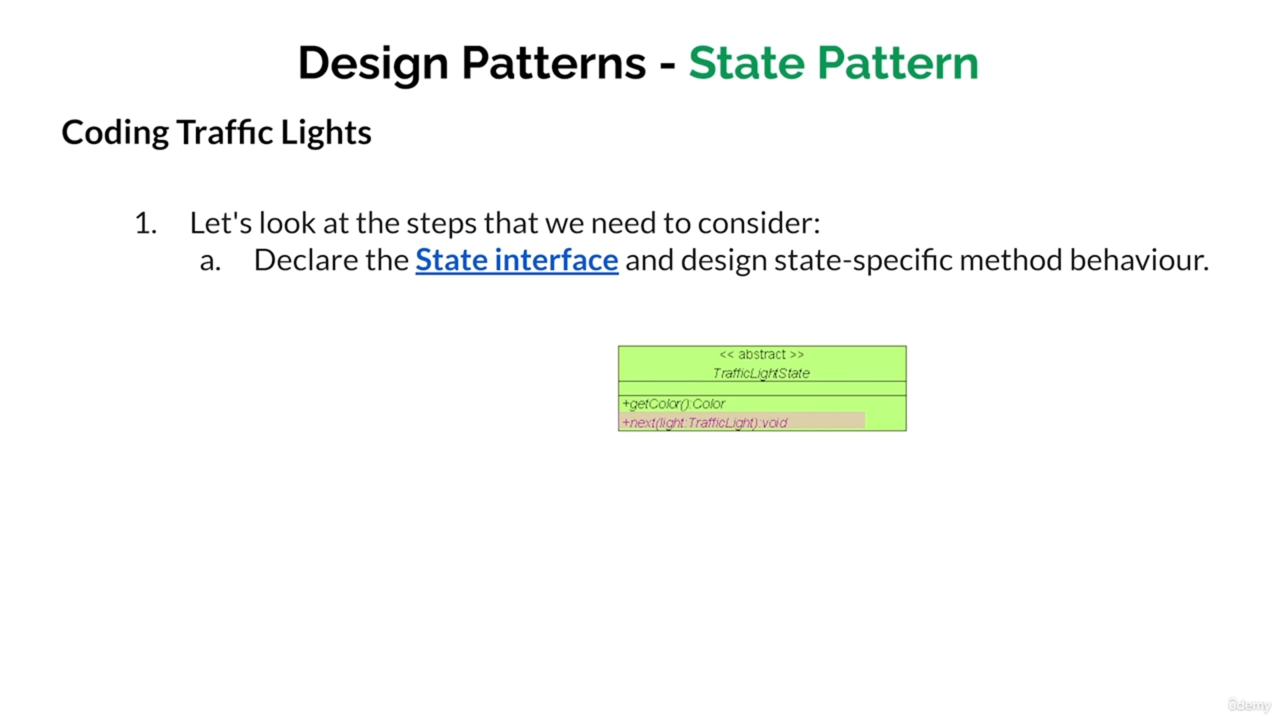 Design Patterns - State Pattern
Coding Traffic Lights
1. Let's look at the steps that we need to consider:
a. Declare the State interface and design state-specific method behaviour.
<< abstract >>
TrafficLightState
+getColor():Color
+next(light:TrafficLight):void
ûdemy